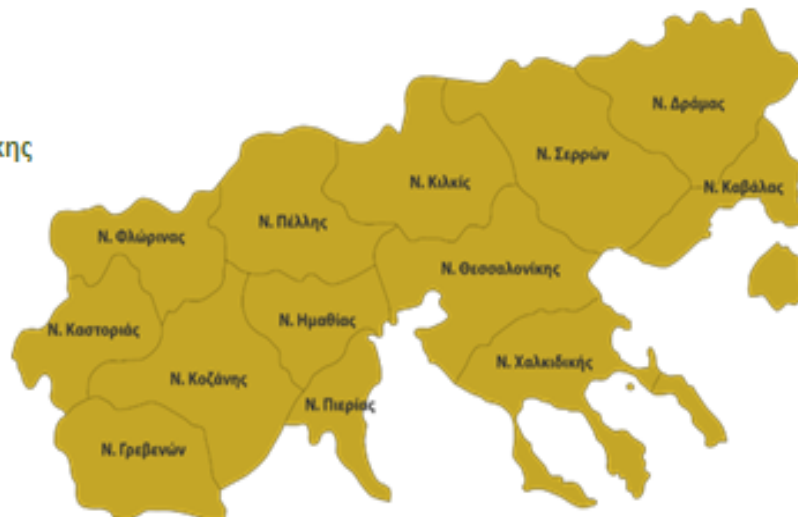 Ν. Δράμας
κης
Ν. Σερρών
Ν. Κιλκίς
Ν. Καβάλας
Ν. Πέλλης
Ν. Φλώρινας
Ν. Θεσσαλονίκης
Ν. Ημαθίας
Ν. Καστοριάς
Ν. Χαλκιδικής
Ν. Κοζάνης
Ν. Πιερίας
Ν. Γρεβενών